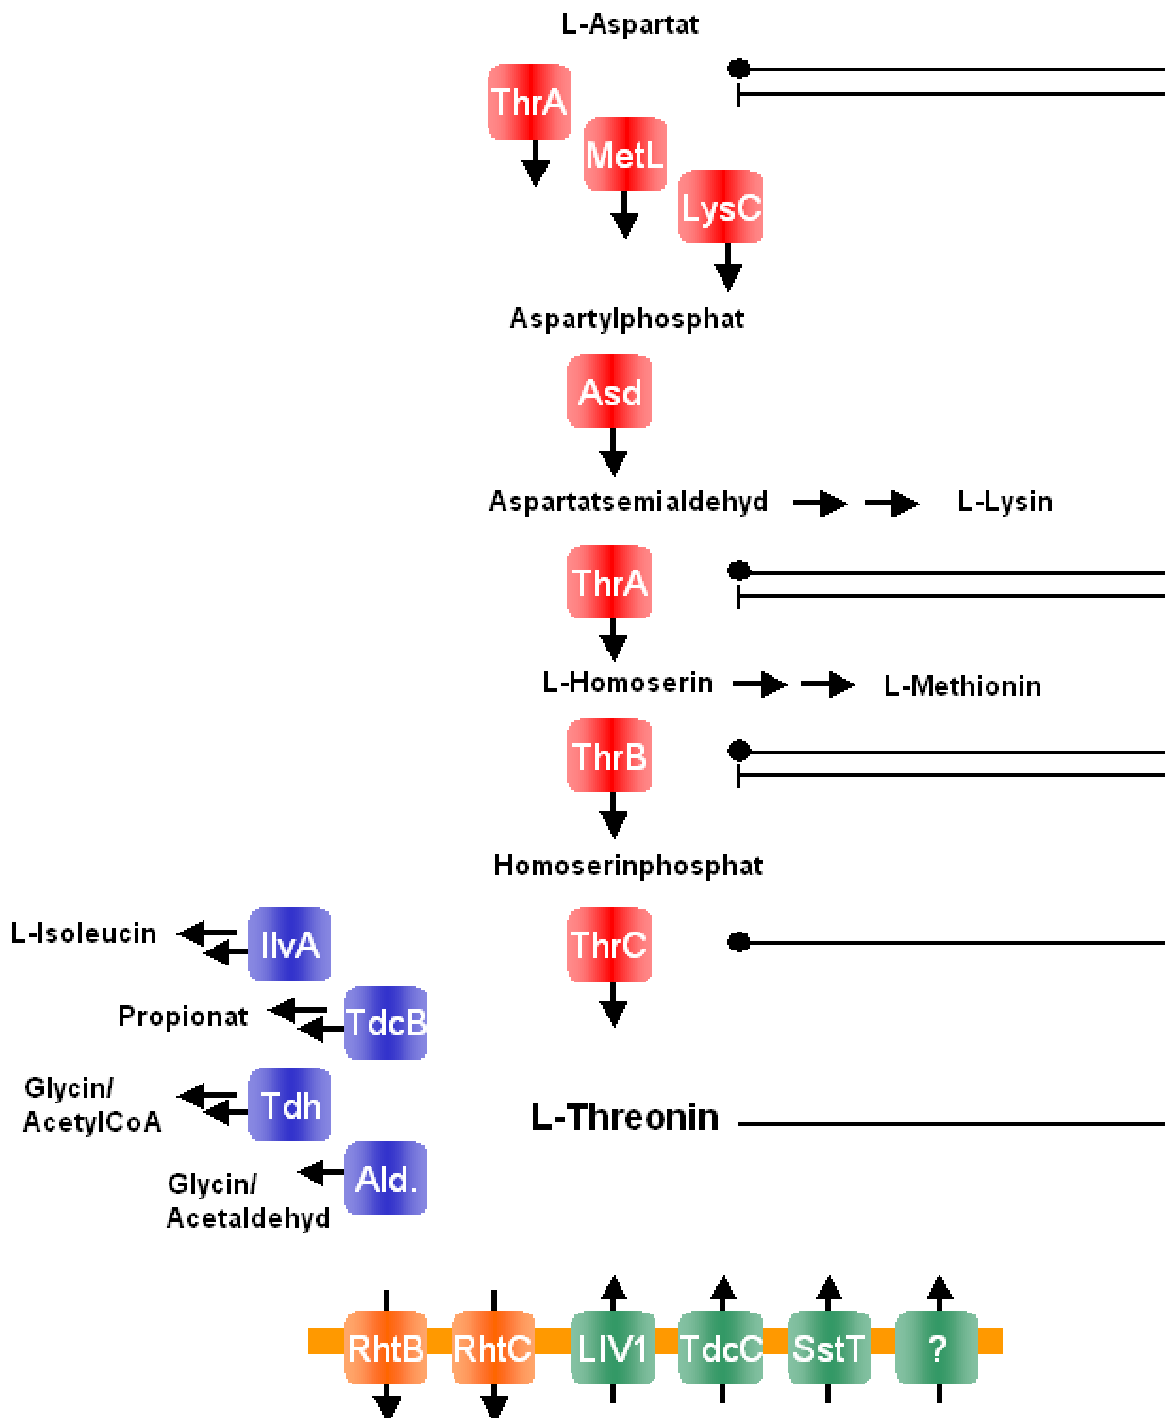 L-Aspartat
ThrA
MetL
LysC
Aspartylphosphat
Asd
Aspartatsemialdehyd
L-Lysin
ThrA
L-Homoserin
L-Methionin
ThrB
Homoserinphosphat
L-Isoleucin
IlvA
ThrC
Propionat
TdcB
Glycin/
AcetylCoA
Tdh
L-Threonin
Glycin/
Acetaldehyd
Ald.
RhtB
RhtC
LIV1
TdcC
SstT
?